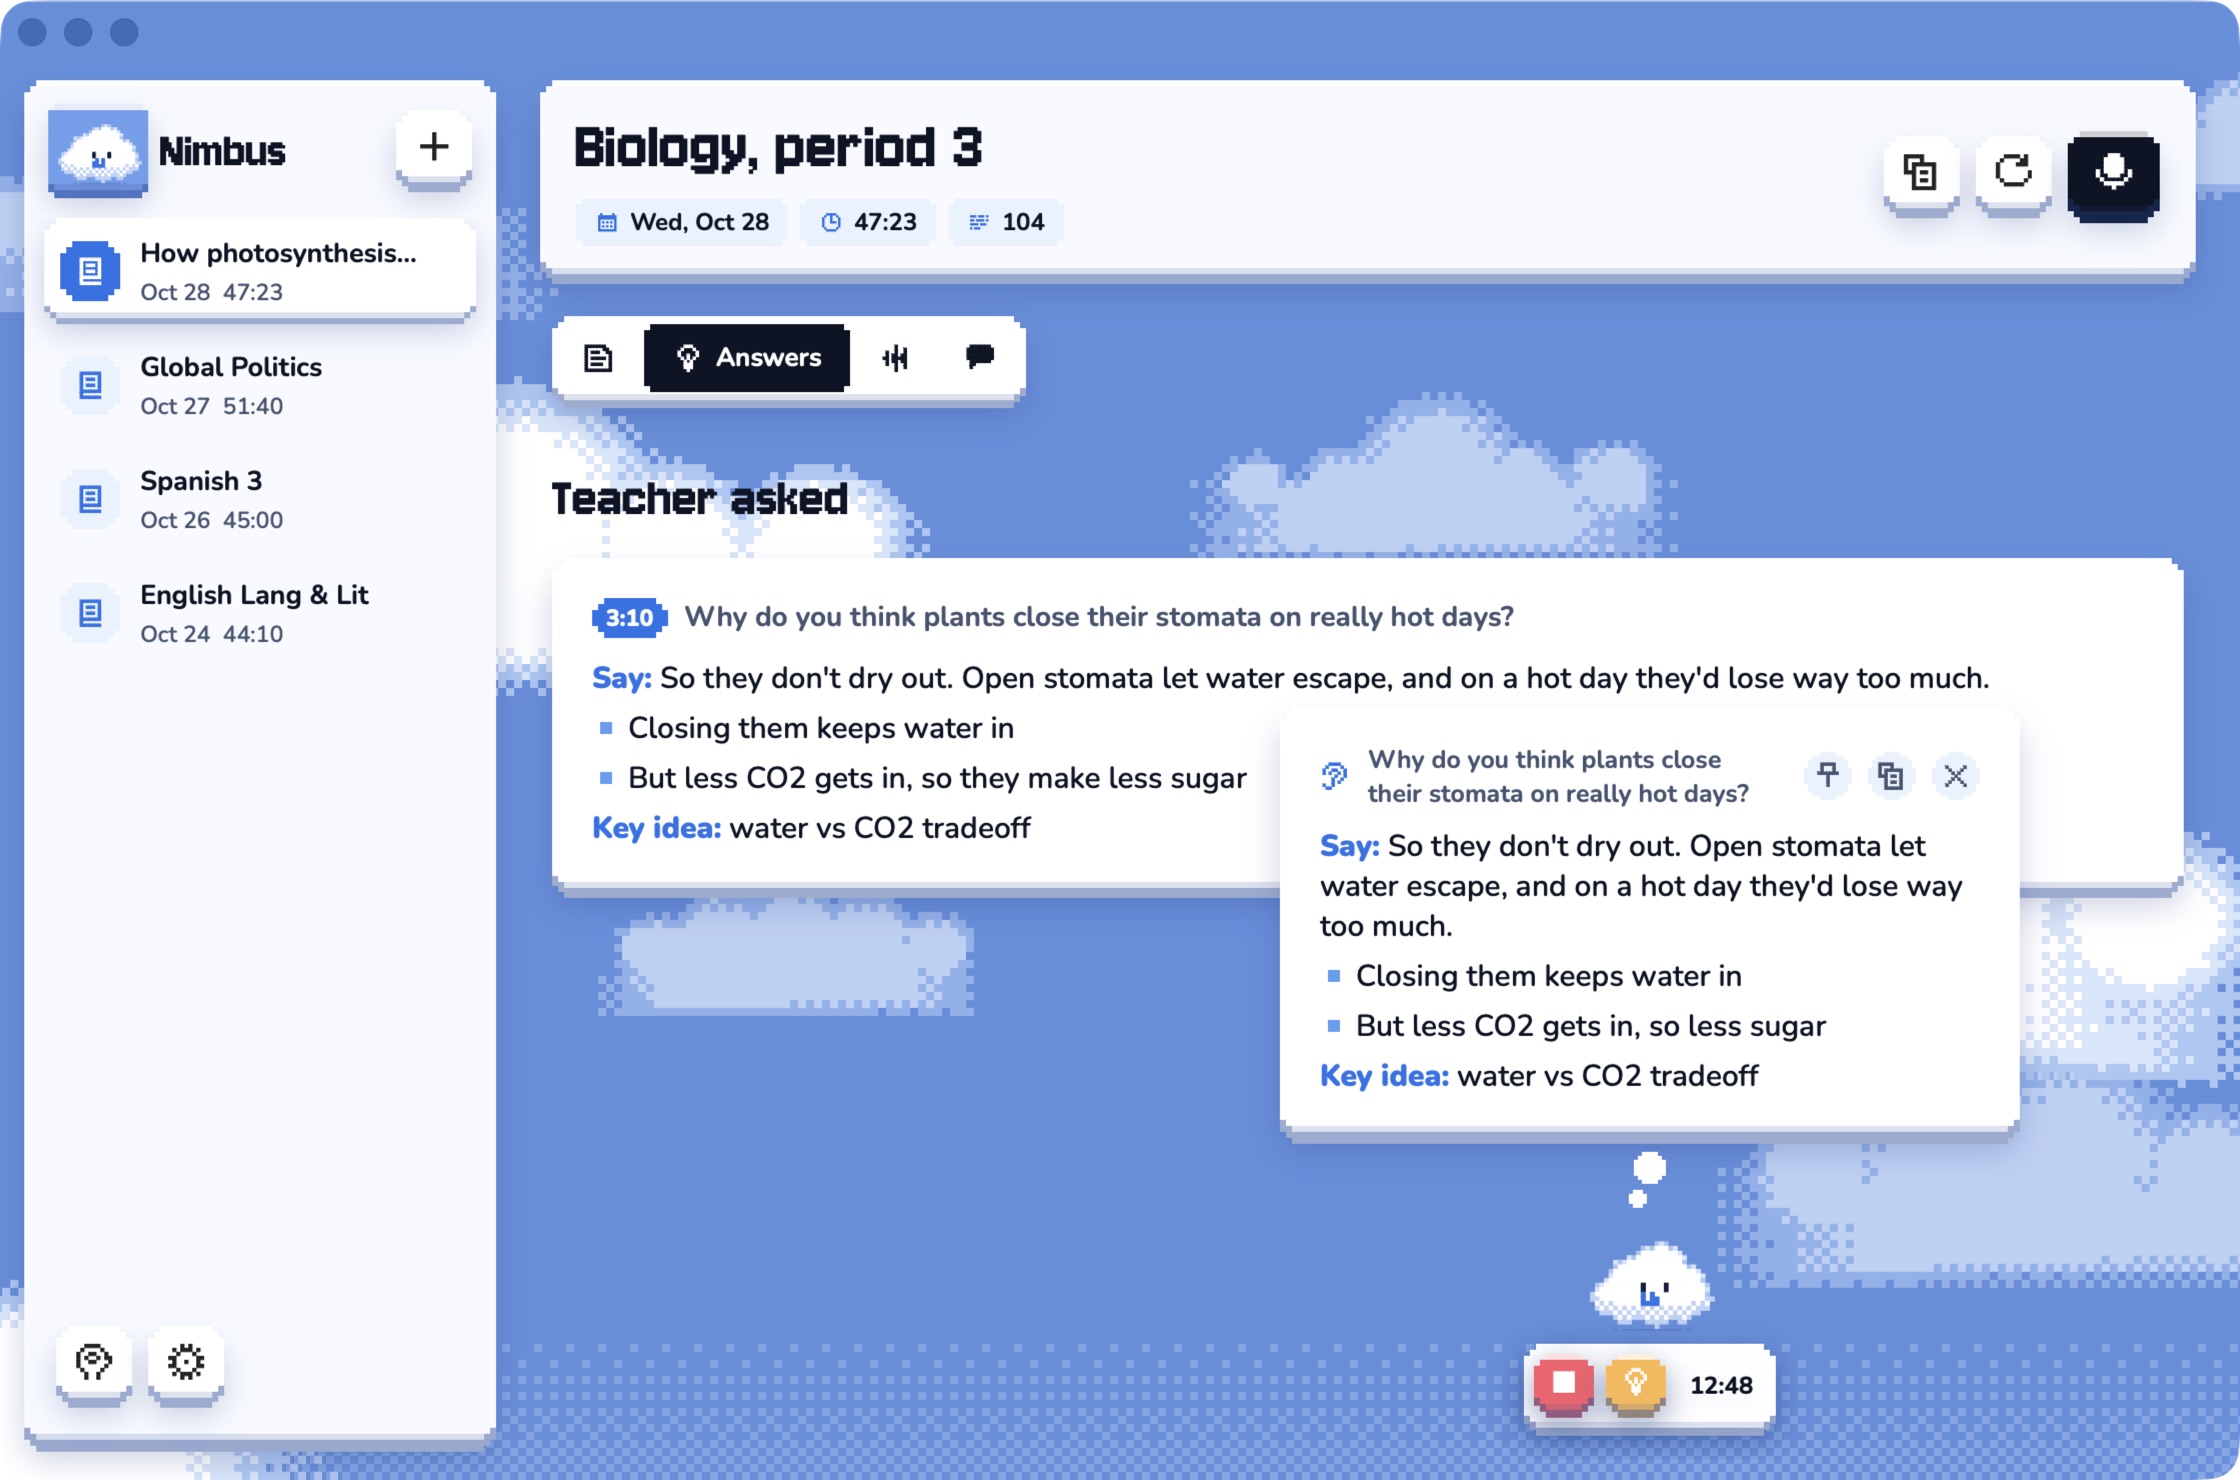 Nimbus
How photosynthesis...
Oct 28 47:23
Global Politics
Oct 27 51:40
Spanish 3
Oct 26 45:00
English Lang & Lit
Oct 24 44:10
Biology, period 3
Wed, Oct 28
47:23
104
Answers
Teacher asked
3:10 Why do you think plants close their stomata on really hot days?
Say: So they don't dry out. Open stomata let water escape, and on a hot day they'd lose way too much.
Closing them keeps water in
But less CO2 gets in, so they make less sugar
Key idea: water vs CO2 tradeoff
Why do you think plants close
their stomata on really hot days?
Say: So they don't dry out. Open stomata let
water escape, and on a hot day they'd lose way
too much.
Closing them keeps water in
But less CO2 gets in, so less sugar
Key idea: water vs CO2 tradeoff
12:48